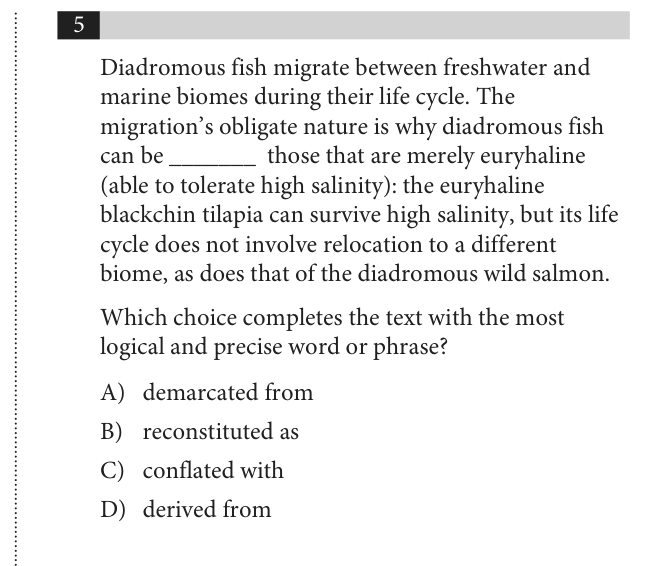 5
Diadromous fish migrate between freshwater and
marine biomes during their life cycle. The
migration’s obligate nature is why diadromous fish
can be _______ those that are merely euryhaline
(able to tolerate high salinity): the euryhaline
blackchin tilapia can survive high salinity, but its life
cycle does not involve relocation to a different
biome, as does that of the diadromous wild salmon.
Which choice completes the text with the most
logical and precise word or phrase?
A) demarcated from
B) reconstituted as
C) conflated with
D) derived from